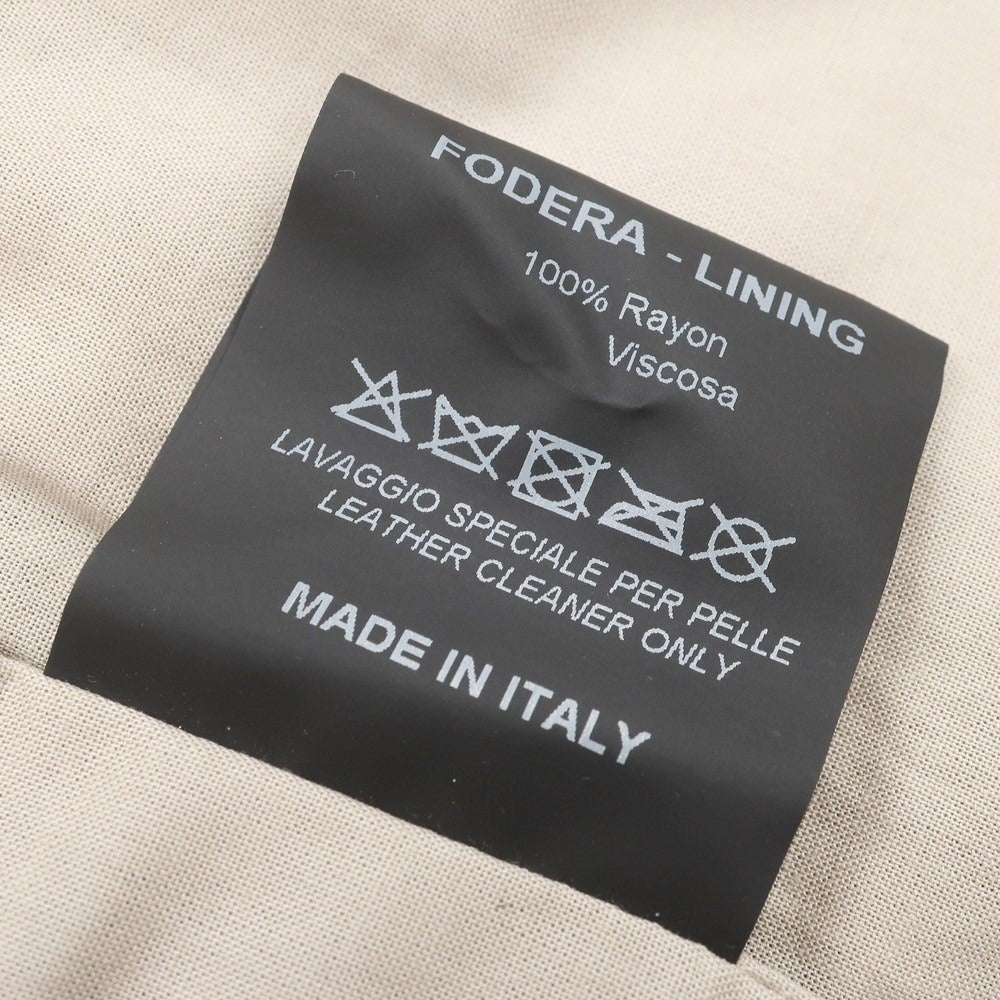 FODERA - LINING
100% Rayon
Viscosa
LAVAGGIO SPECIALE PER PELLE
LEATHER CLEANER ONLY
MADE IN ITALY